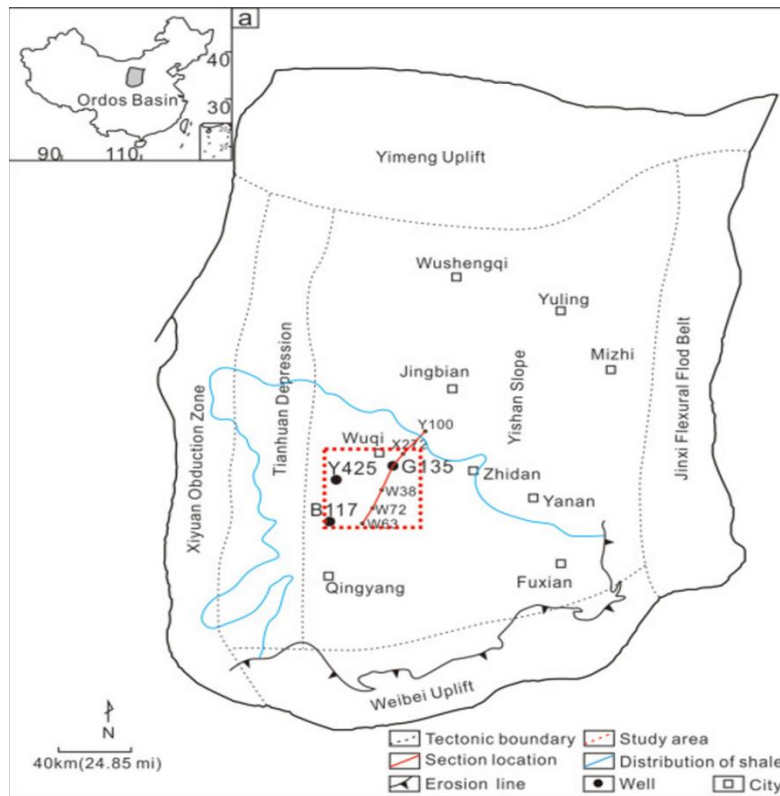 a
40
Ordos Basin
30
90
110
Yimeng Uplift
Wushengqi
Yuling
Mizhi
Jingbian
Tianhuan Depression
Yishan Slope
Jinxi Flexural Flod Belt
Xiyuan Obduction Zone
Y100
X272
Wuqi
Y425
G135
Zhidan
W38
Yanan
B117
W72
W63
Qingyang
Fuxian
Weibei Uplift
N
40km(24.85 mi)
Tectonic boundary
Study area
Section location
Distribution of shale
Erosion line
Well
City